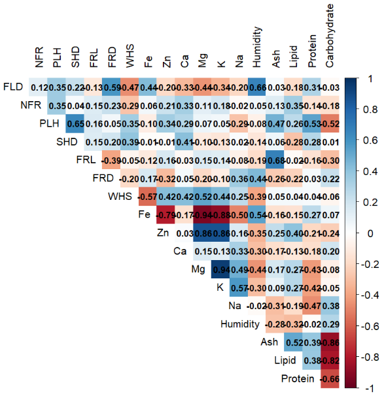 NFR PLH SHD FRL FRD WHS Fe Zn Ca Mg K Na Humidity Ash Lipid Protein Carbohydrate
FLD 0.12 0.35 0.22 -0.13 0.59 -0.47 0.44 -0.20 -0.33 -0.44 -0.34 -0.20 0.66 0.03 -0.18 0.31 -0.03
NFR 0.35 0.04 0.15 0.23 -0.29 0.06 0.21 0.33 0.11 0.18 0.02 0.05 0.13 0.35 -0.14 -0.18
PLH 0.65 0.16 0.35 -0.15 -0.10 0.34 0.29 0.07 0.05 -0.29 -0.08 0.47 0.26 0.53 -0.52
SHD 0.15 0.20 0.39 -0.01 0.41 -0.10 -0.13 0.02 -0.14 0.06 -0.28 0.28 0.01
FRL -0.39 0.05 -0.12 0.16 -0.03 0.15 0.14 -0.08 -0.19 0.68 -0.02 -0.16 -0.30
FRD -0.20 0.17 -0.32 0.05 -0.20 -0.10 0.36 0.44 -0.26 -0.22 0.03 0.22
WHS -0.57 0.42 0.42 0.52 0.44 0.25 -0.39 0.05 0.04 0.04 -0.06
Fe -0.79 -0.17 -0.94 -0.88 -0.50 0.54 -0.16 -0.15 0.27 0.07
Zn 0.03 0.86 0.86 0.16 -0.35 0.25 0.40 -0.21 -0.24
Ca 0.15 0.13 0.33 -0.30 -0.17 -0.13 -0.18 0.20
Mg 0.94 0.49 -0.44 0.17 0.27 -0.43 -0.08
K 0.57 -0.30 0.09 0.27 -0.42 -0.05
Na -0.02 -0.31 -0.19 -0.47 0.38
Humidity -0.28 -0.32 -0.02 0.29
Ash 0.52 0.39 -0.86
Lipid 0.38 -0.82
Protein -0.66
1
0.8
0.6
0.4
0.2
0
-0.2
-0.4
-0.6
-0.8
-1